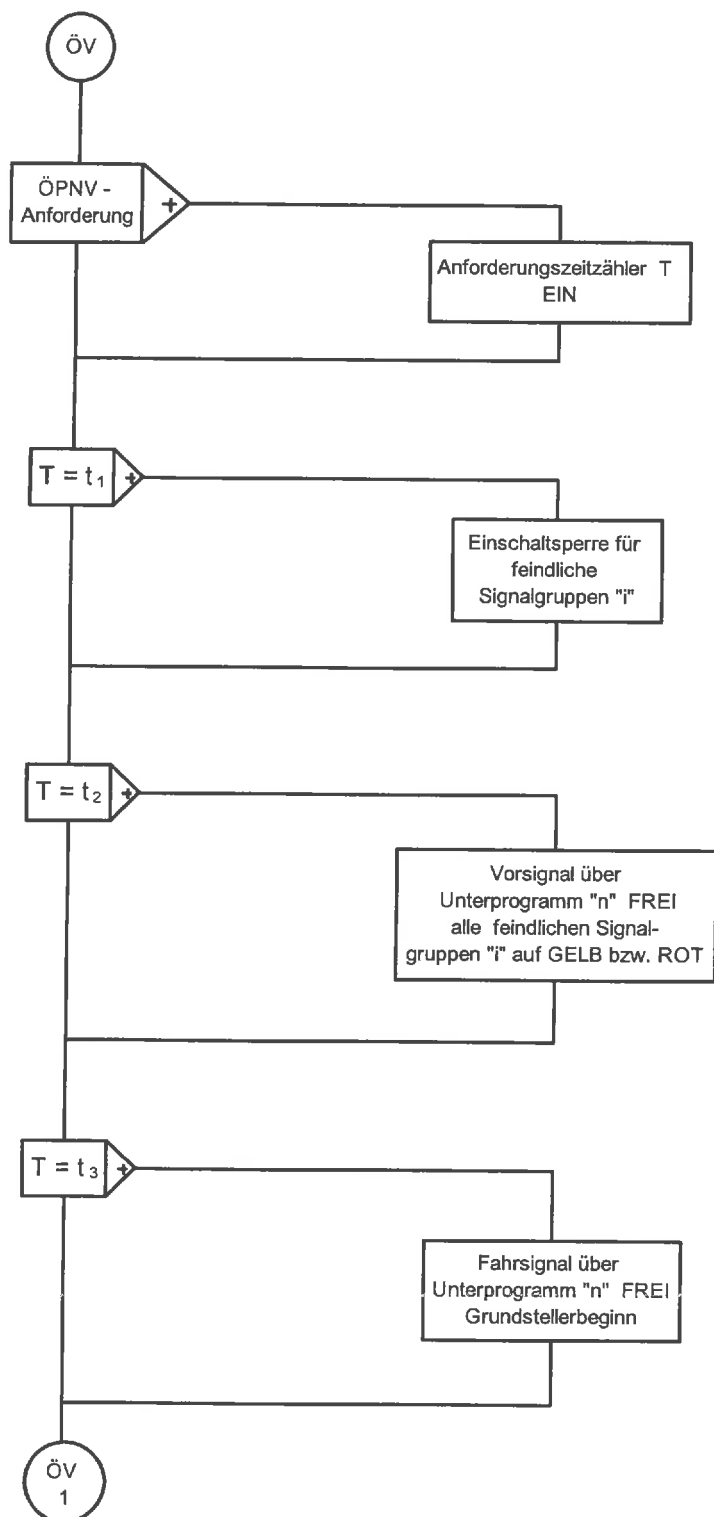 ÖV
ÖPNV -
Anforderung
+
Anforderungszeitzähler T
EIN
T = t₁
+
Einschaltsperre für
feindliche
Signalgruppen "i"
T = t₂
+
Vorsignal über
Unterprogramm "n" FREI
alle feindlichen Signal-
gruppen "i" auf GELB bzw. ROT
T = t₃
+
Fahrsignal über
Unterprogramm "n" FREI
Grundstellerbeginn
ÖV
1